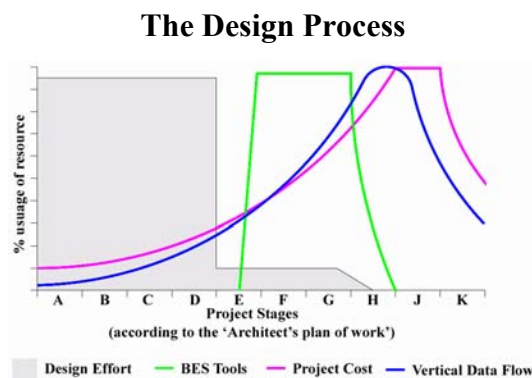 The Design Process
% usuage of resource
A B C D E F G H J K
Project Stages
(according to the 'Architect's plan of work')
Design Effort BES Tools Project Cost Vertical Data Flow